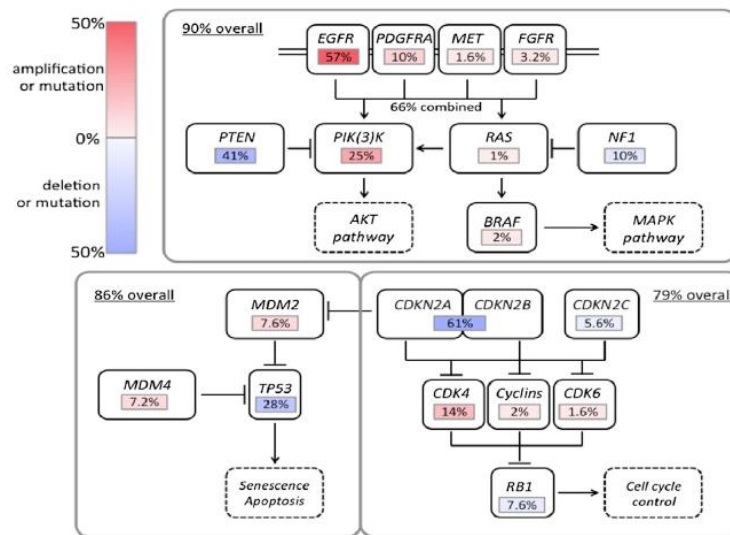 50%
amplification
or mutation
0%
deletion
or mutation
50%
90% overall
EGFR
57%
PDGFRA
10%
MET
1.6%
FGFR
3.2%
66% combined
PTEN
41%
PIK(3)K
25%
RAS
1%
NF1
10%
AKT
pathway
BRAF
2%
MAPK
pathway
86% overall
MDM2
7.6%
MDM4
7.2%
TP53
28%
Senescence
Apoptosis
79% overall
CDKN2A
CDKN2B
61%
CDKN2C
5.6%
CDK4
14%
Cyclins
2%
CDK6
1.6%
RB1
7.6%
Cell cycle
control